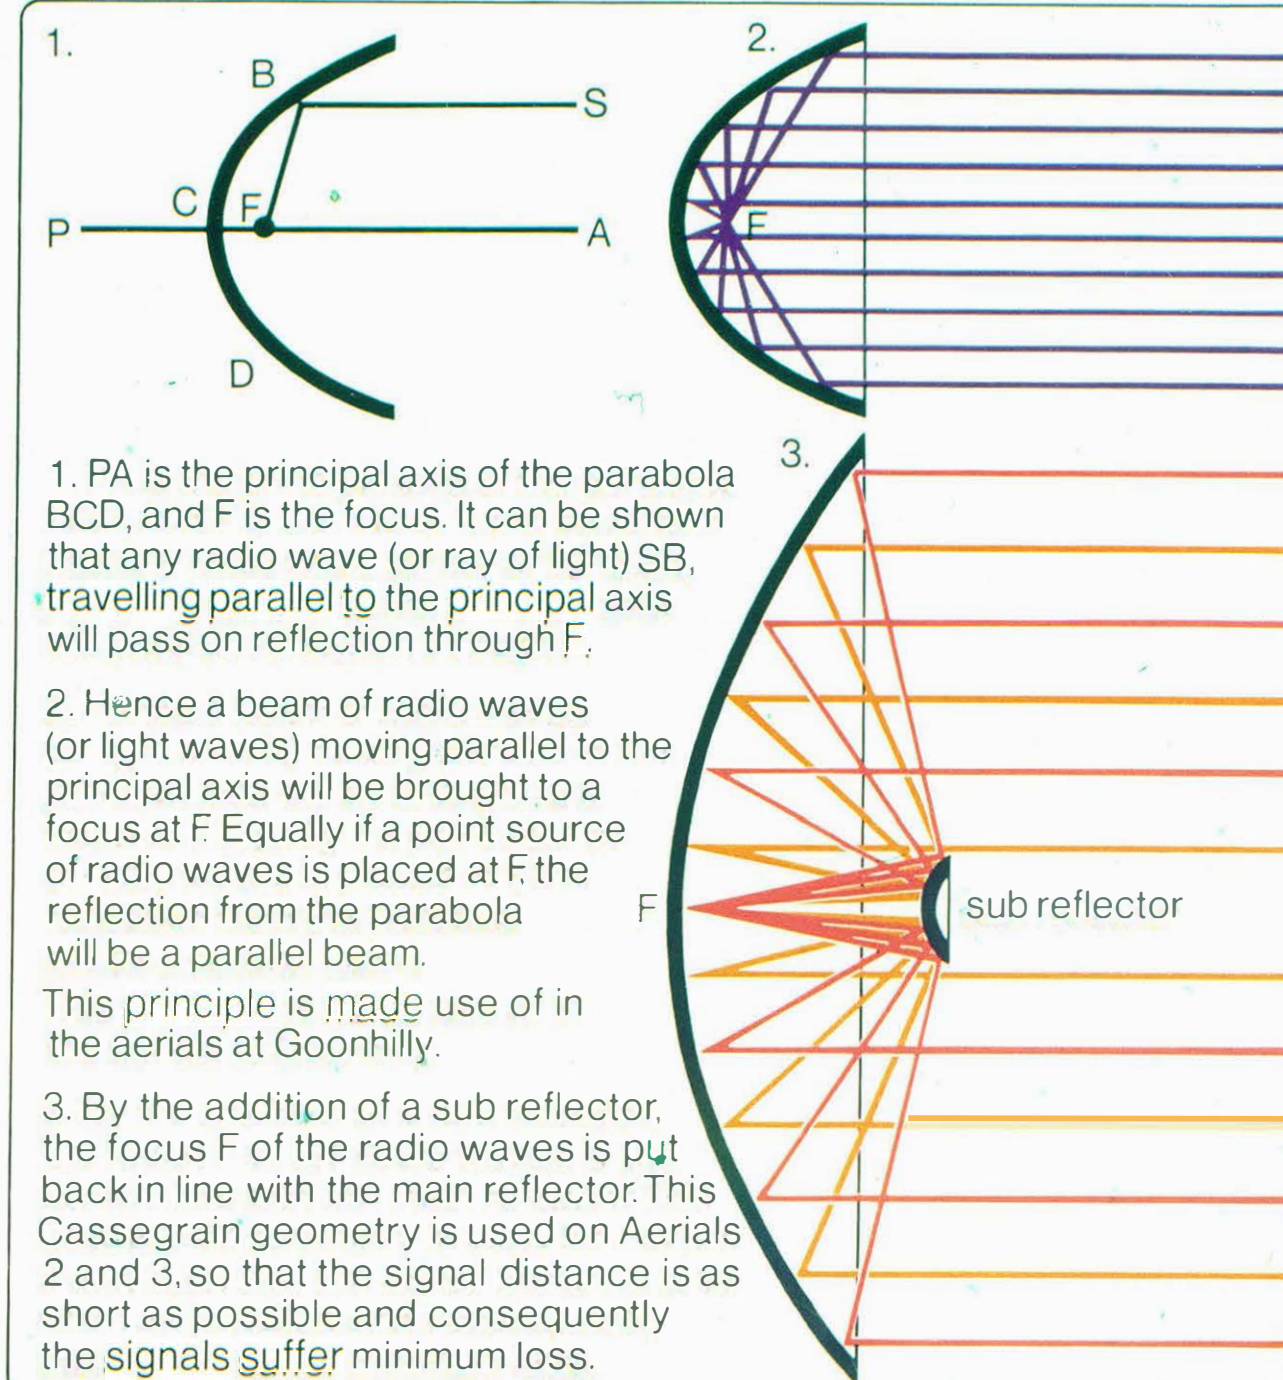 1.
B
S
C
F
P
A
D
2.
F
1. PA is the principal axis of the parabola
BCD, and F is the focus. It can be shown
that any radio wave (or ray of light) SB,
travelling parallel to the principal axis
will pass on reflection through F.
2. Hence a beam of radio waves
(or light waves) moving parallel to the
principal axis will be brought to a
focus at F. Equally if a point source
of radio waves is placed at F, the
reflection from the parabola
will be a parallel beam.
This principle is made use of in
the aerials at Goonhilly.
3. By the addition of a sub reflector,
the focus F of the radio waves is put
back in line with the main reflector. This
Cassegrain geometry is used on Aerials
2 and 3, so that the signal distance is as
short as possible and consequently
the signals suffer minimum loss.
3.
F
sub reflector